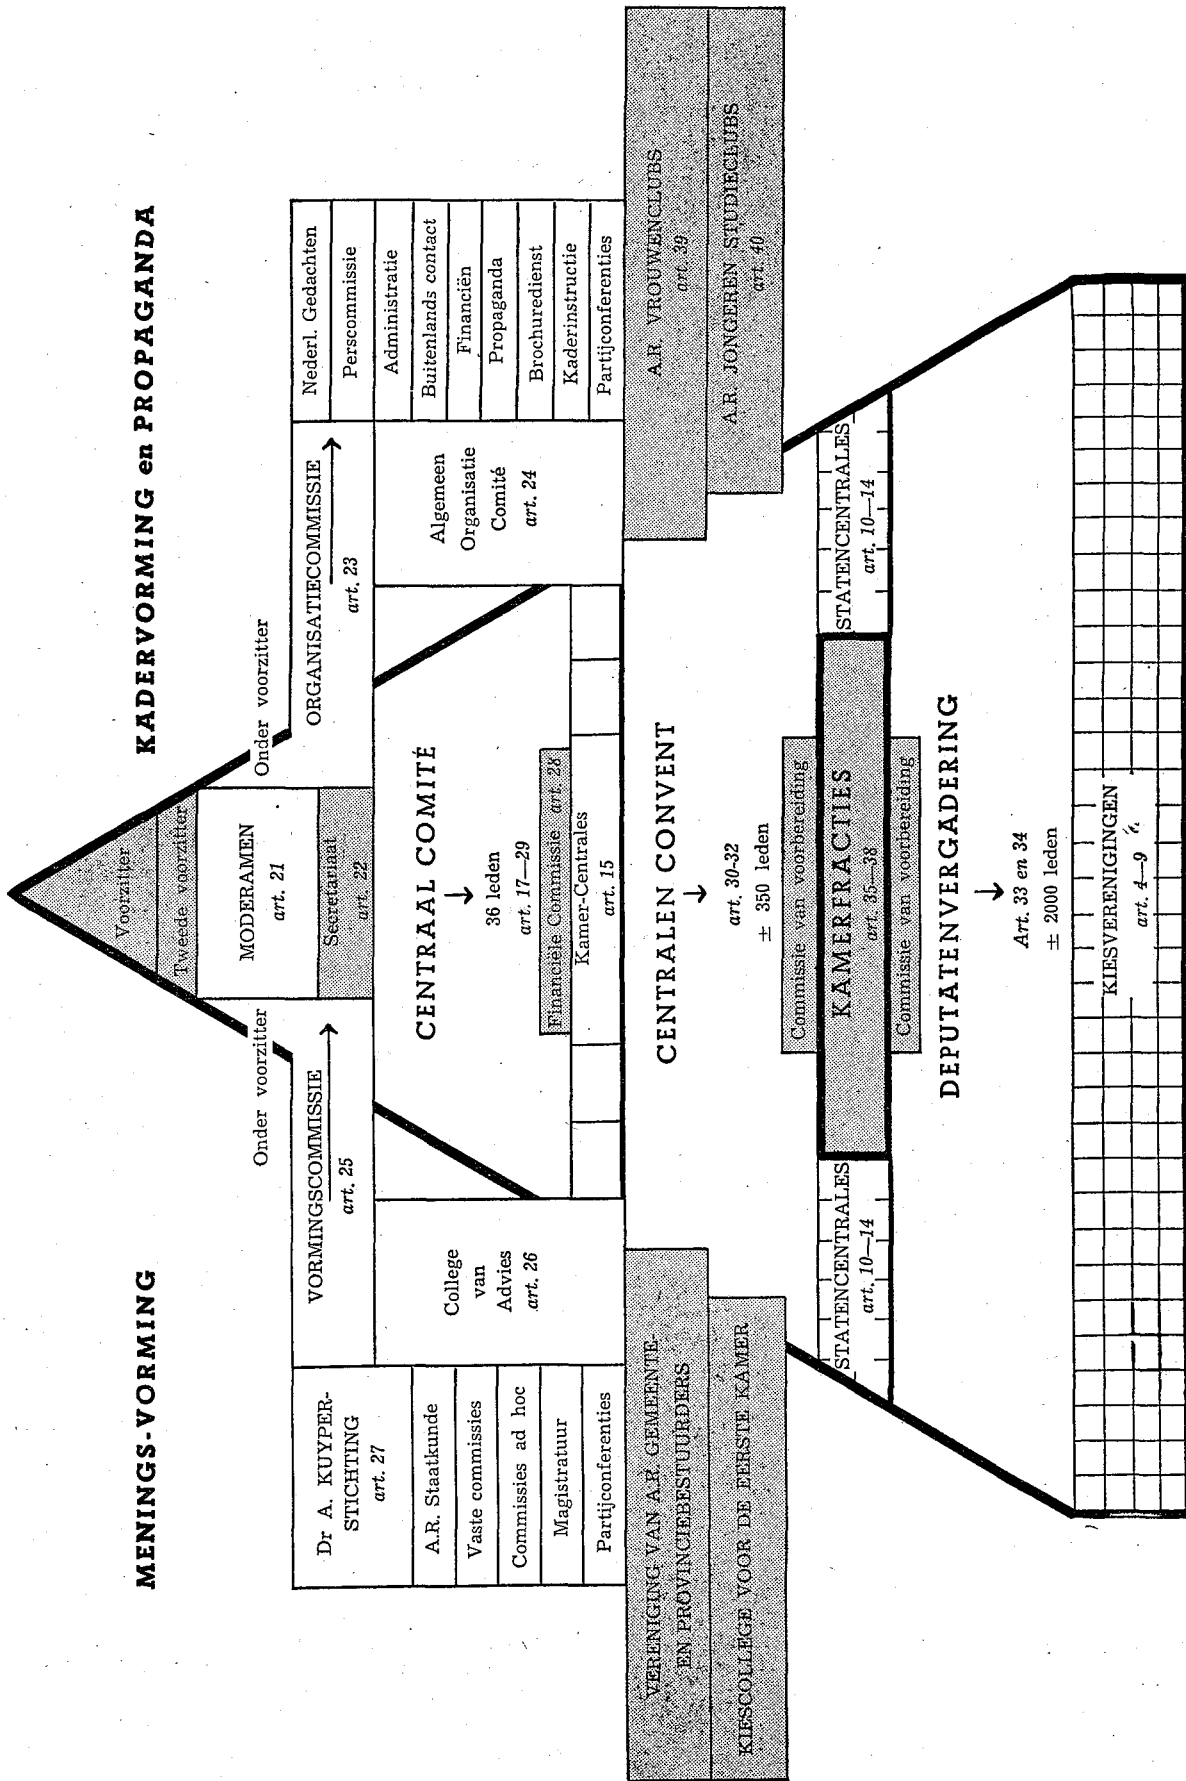 MENINGS-VORMING
KADERVORMING en PROPAGANDA
Voorzitter
Tweede voorzitter
MODERAMEN
art. 21
Secretariaat
art. 22
Onder voorzitter
Onder voorzitter
VORMINGSCOMMISSIE
art. 25
ORGANISATIECOMMISSIE
art. 23
Dr A. KUYPER-
STICHTING
art. 27
A.R. Staatkunde
Vaste commissies
Commissies ad hoc
Magistratuur
Partijconferenties
College
van
Advies
art. 26
CENTRAAL COMITÉ
36 leden
art. 17—29
Financiële Commissie art. 28
Kamer-Centrales
art. 15
Algemeen
Organisatie
Comité
art. 24
Nederl. Gedachten
Perscommissie
Administratie
Buitenlands contact
Financiën
Propaganda
Brochuredienst
Kaderinstructie
Partijconferenties
VERENIGING VAN A.R. GEMEENTE-
EN PROVINCIEBESTUURDERS
KIESCOLLEGE VOOR DE EERSTE KAMER
CENTRALEN CONVENT
art. 30-32
± 350 leden
A.R. VROUWENCLUBS
art. 39
A.R. JONGEREN STUDIECLUBS
art. 40
Commissie van voorbereiding
STATENCENTRALES
art. 10—14
KAMERFRACTIES
art. 35—38
STATENCENTRALES
art. 10—14
Commissie van voorbereiding
DEPUTATENVERGADERING
Art. 33 en 34
± 2000 leden
KIESVERENIGINGEN
art. 4—9